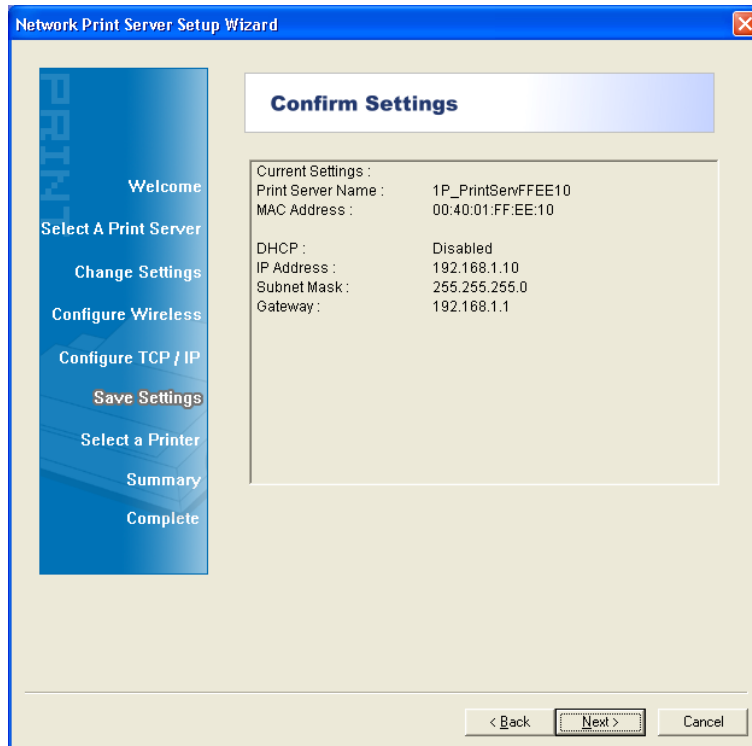 Network Print Server Setup Wizard
PRINT
Welcome
Select A Print Server
Change Settings
Configure Wireless
Configure TCP / IP
Save Settings
Select a Printer
Summary
Complete
Confirm Settings
Current Settings :
Print Server Name : 1P_PrintServFFEE10
MAC Address : 00:40:01:FF:EE:10
DHCP : Disabled
IP Address : 192.168.1.10
Subnet Mask : 255.255.255.0
Gateway : 192.168.1.1
< Back Next > Cancel